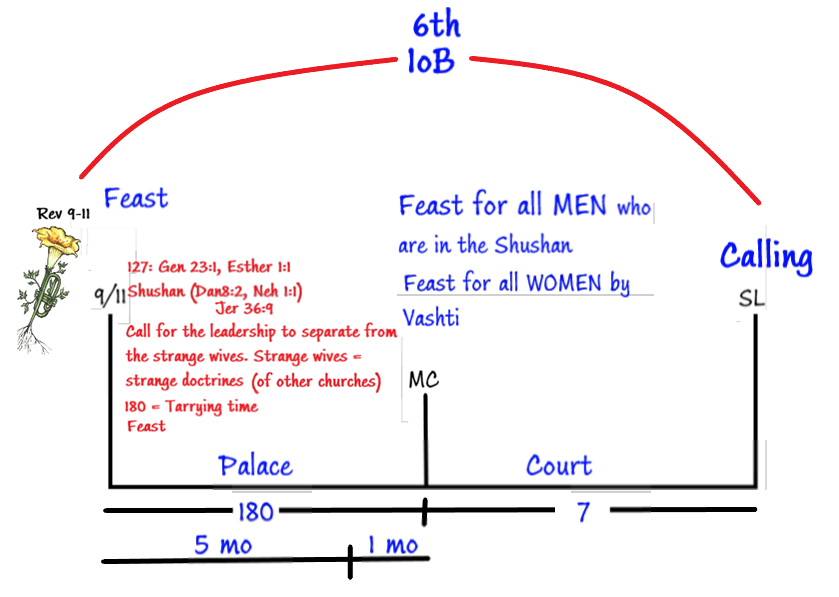 6th
IoB
Rev 9-11
Feast
9/11
127: Gen 23:1, Esther 1:1
Shushan (Dan8:2, Neh 1:1)
Jer 36:9
Call for the leadership to separate from
the strange wives. Strange wives =
strange doctrines (of other churches)
180 = Tarrying time
Feast
Feast for all MEN who
are in the Shushan
Feast for all WOMEN by
Vashti
MC
Calling
SL
Palace
Court
180
7
5 mo
1 mo